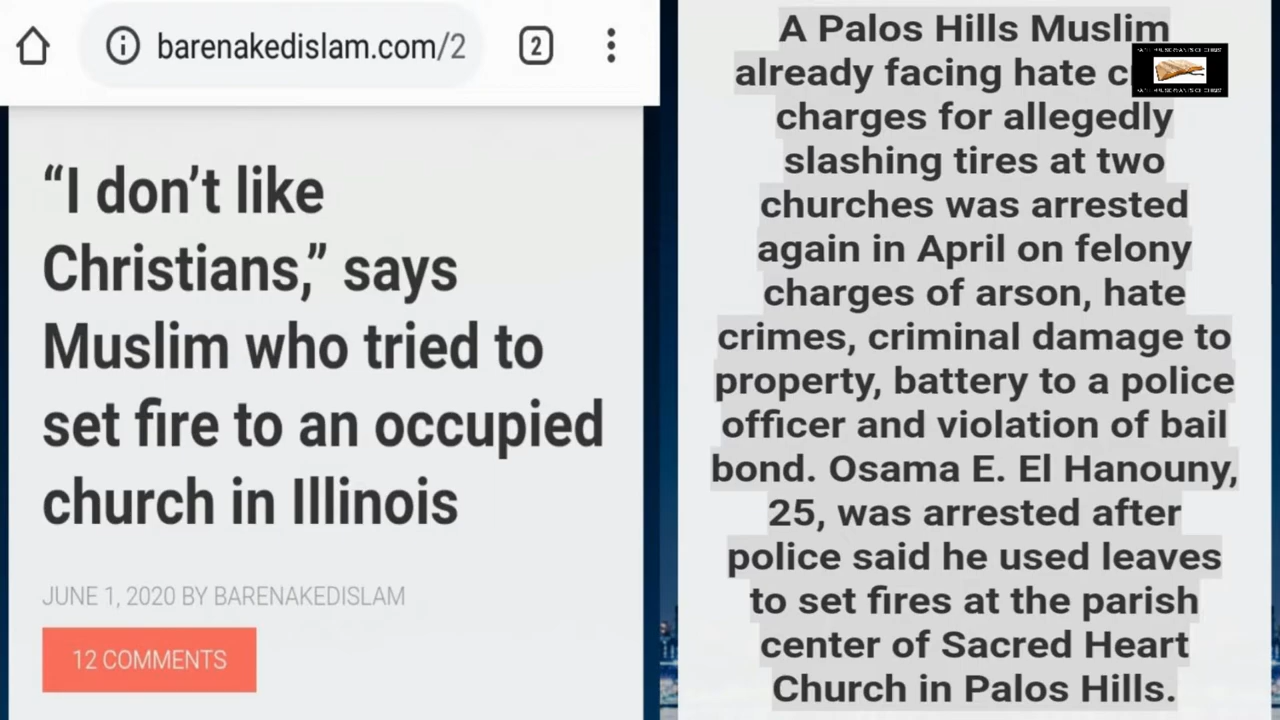 barenakedislam.com/2
2
“I don’t like
Christians,” says
Muslim who tried to
set fire to an occupied
church in Illinois
JUNE 1, 2020 BY BARENAKEDISLAM
12 COMMENTS
A Palos Hills Muslim
already facing hate c
charges for allegedly
slashing tires at two
churches was arrested
again in April on felony
charges of arson, hate
crimes, criminal damage to
property, battery to a police
officer and violation of bail
bond. Osama E. El Hanouny,
25, was arrested after
police said he used leaves
to set fires at the parish
center of Sacred Heart
Church in Palos Hills.